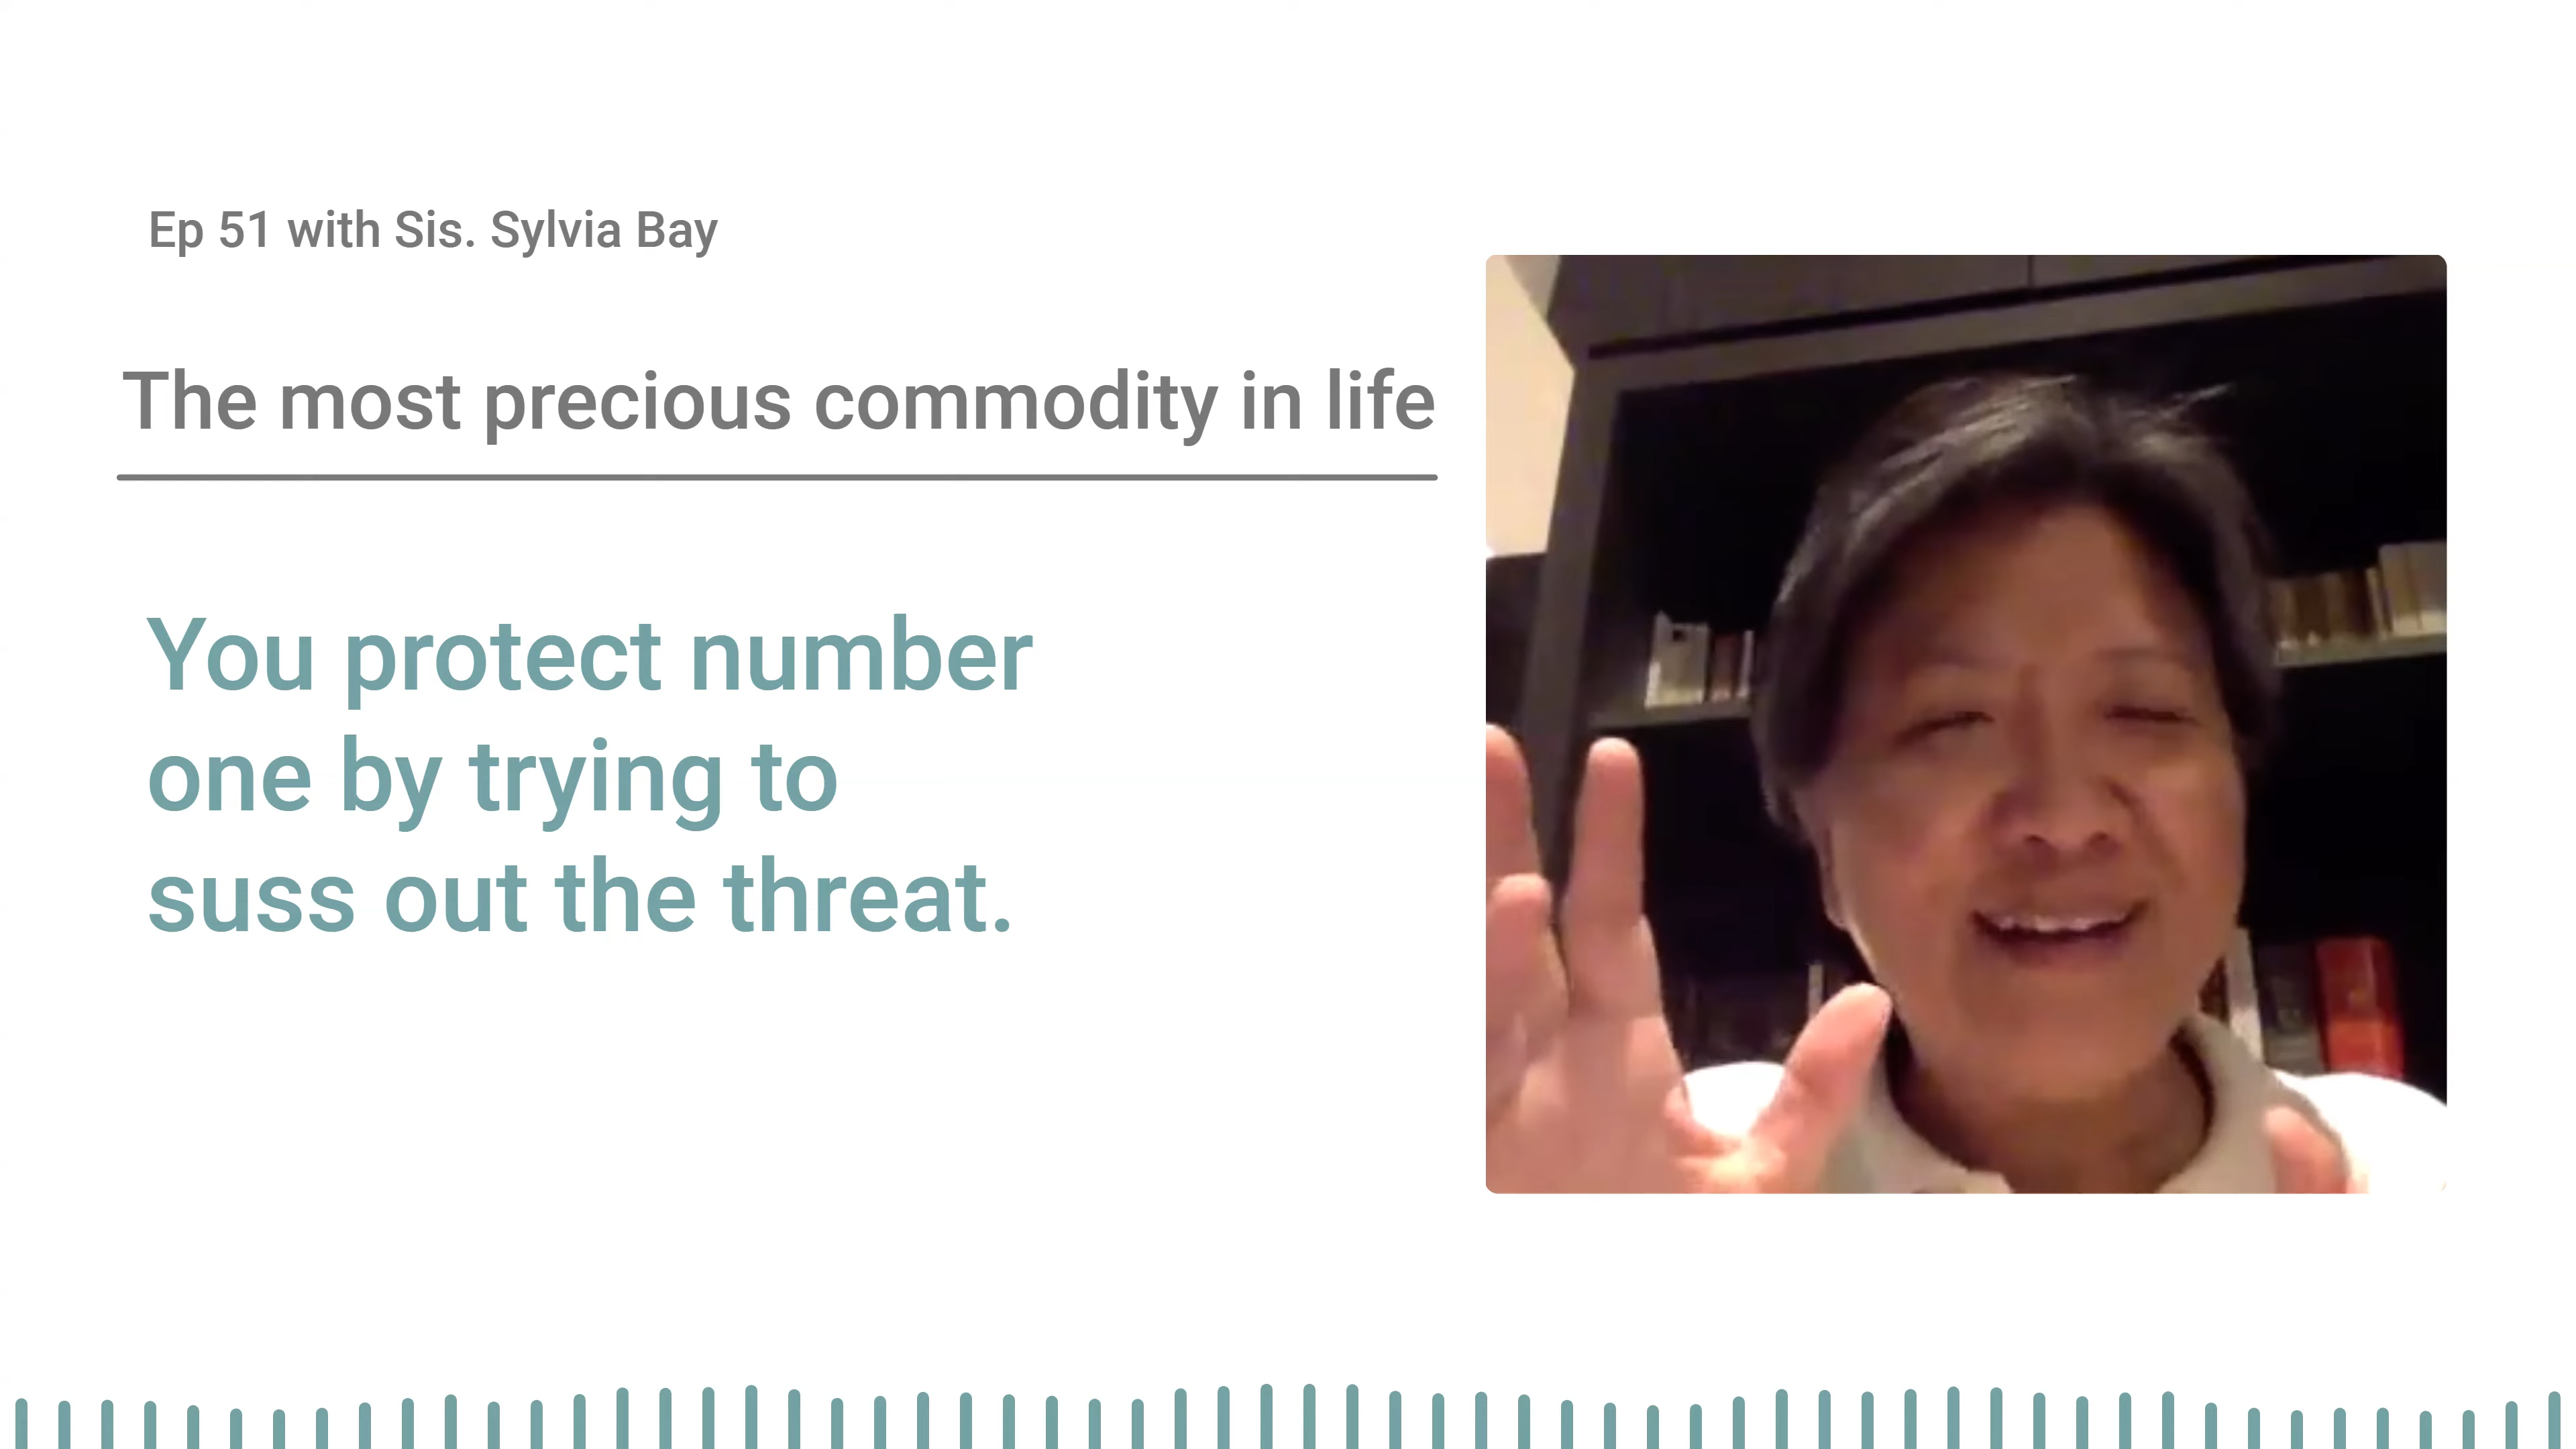 Ep 51 with Sis. Sylvia Bay
The most precious commodity in life
You protect number
one by trying to
suss out the threat.